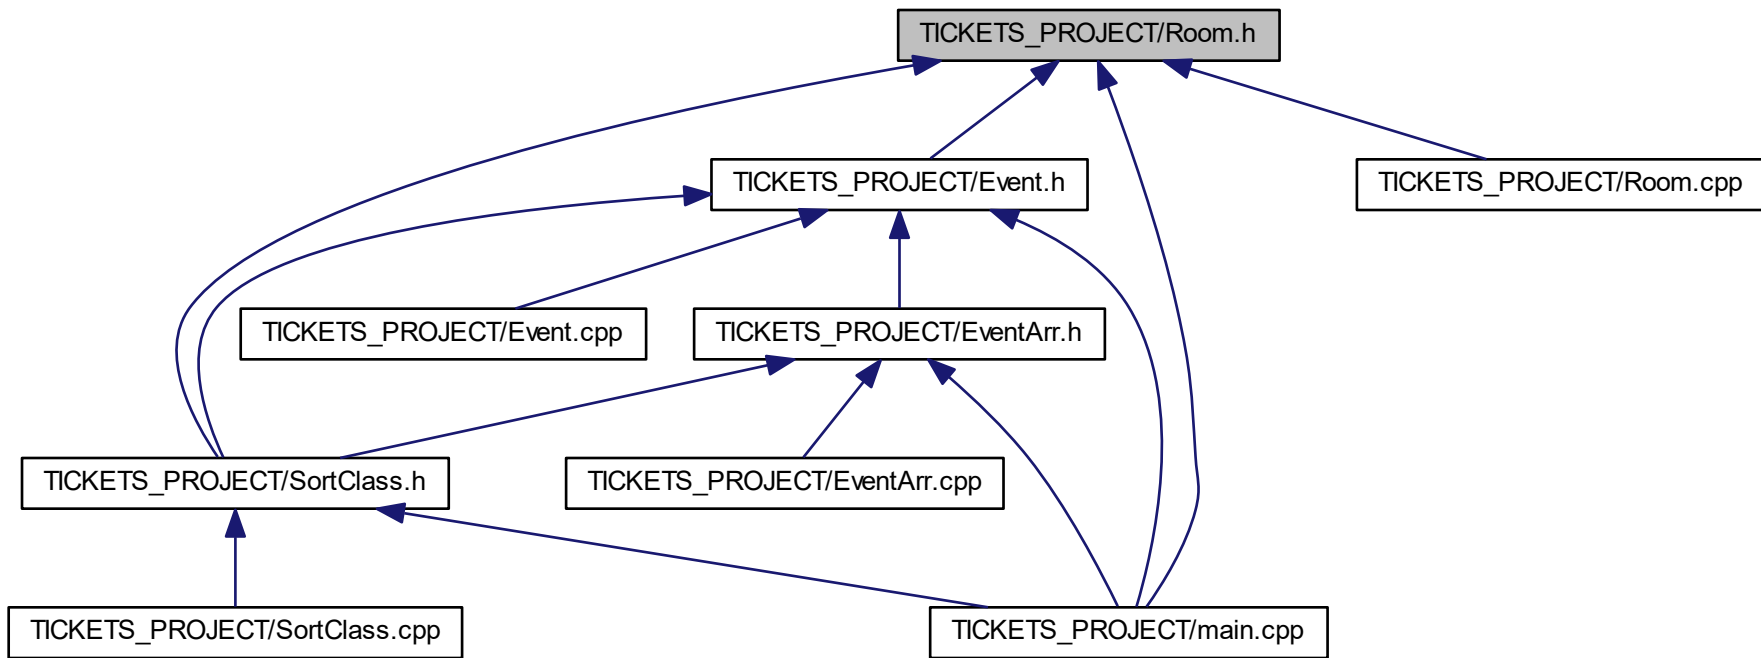 TICKETS_PROJECT/Room.h
TICKETS_PROJECT/Event.h
TICKETS_PROJECT/Room.cpp
TICKETS_PROJECT/Event.cpp
TICKETS_PROJECT/EventArr.h
TICKETS_PROJECT/SortClass.h
TICKETS_PROJECT/EventArr.cpp
TICKETS_PROJECT/SortClass.cpp
TICKETS_PROJECT/main.cpp